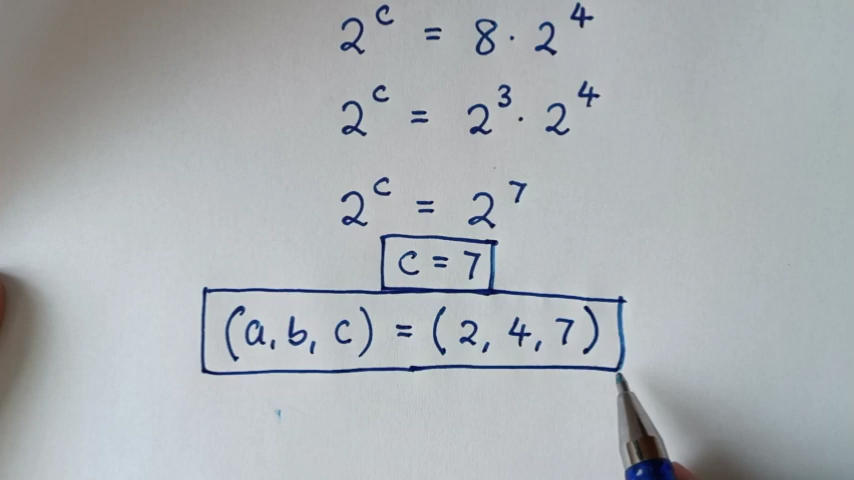 2^c = 8 · 2^4
2^c = 2^3 · 2^4
2^c = 2^7
c = 7
(a, b, c) = (2, 4, 7)